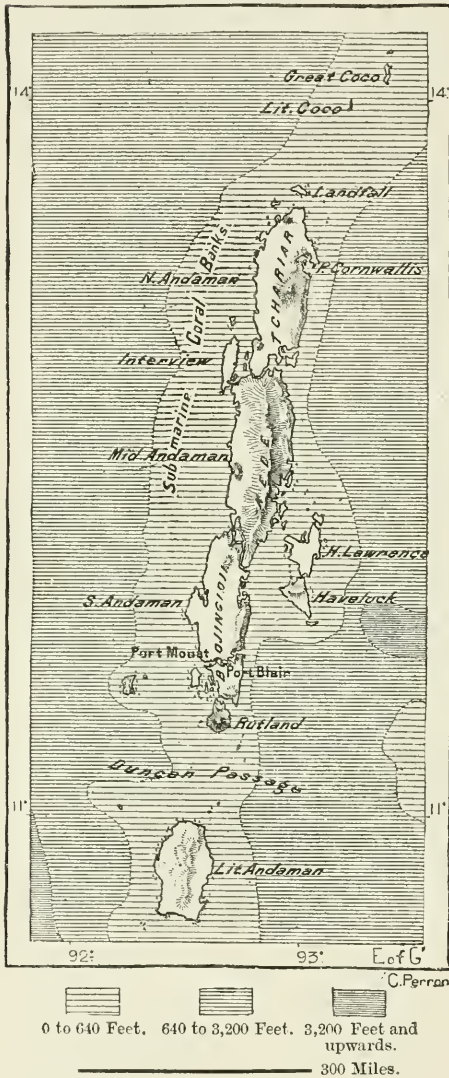 Great Coco
14°
14°
Lit. Coco
Landfall
P. Cornwallis
N. Andaman
TCHARIAR
Submarine Coral Banks
Interview
Mid. Andaman
YEDE
H. Lawrence
Havelock
S. Andaman
BOJINGIJI
Port Mouat
Port Blair
Rutland
Duncan Passage
11°
11°
Lit. Andaman
92°
93°
E. of G.
C. Perron
0 to 640 Feet.
640 to 3,200 Feet.
3,200 Feet and
upwards.
300 Miles.